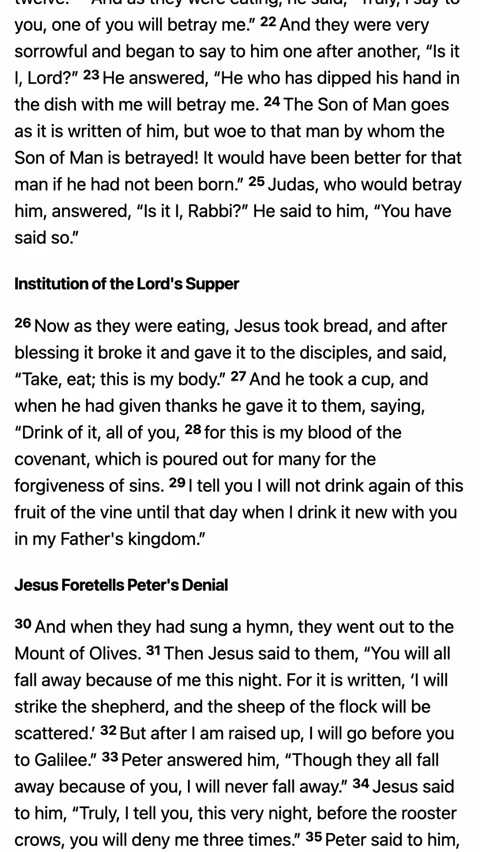 twelve. And as they were eating, he said, “Truly, I say to
you, one of you will betray me.” 22 And they were very
sorrowful and began to say to him one after another, “Is it
I, Lord?” 23 He answered, “He who has dipped his hand in
the dish with me will betray me. 24 The Son of Man goes
as it is written of him, but woe to that man by whom the
Son of Man is betrayed! It would have been better for that
man if he had not been born.” 25 Judas, who would betray
him, answered, “Is it I, Rabbi?” He said to him, “You have
said so.”
Institution of the Lord's Supper
26 Now as they were eating, Jesus took bread, and after
blessing it broke it and gave it to the disciples, and said,
“Take, eat; this is my body.” 27 And he took a cup, and
when he had given thanks he gave it to them, saying,
“Drink of it, all of you, 28 for this is my blood of the
covenant, which is poured out for many for the
forgiveness of sins. 29 I tell you I will not drink again of this
fruit of the vine until that day when I drink it new with you
in my Father's kingdom.”
Jesus Foretells Peter's Denial
30 And when they had sung a hymn, they went out to the
Mount of Olives. 31 Then Jesus said to them, “You will all
fall away because of me this night. For it is written, ‘I will
strike the shepherd, and the sheep of the flock will be
scattered.’ 32 But after I am raised up, I will go before you
to Galilee.” 33 Peter answered him, “Though they all fall
away because of you, I will never fall away.” 34 Jesus said
to him, “Truly, I tell you, this very night, before the rooster
crows, you will deny me three times.” 35 Peter said to him,